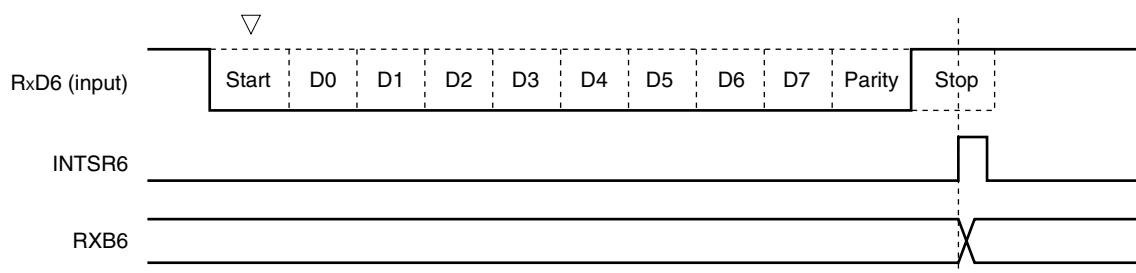 RxD6 (input) Start D0 D1 D2 D3 D4 D5 D6 D7 Parity Stop
INTSR6
RXB6